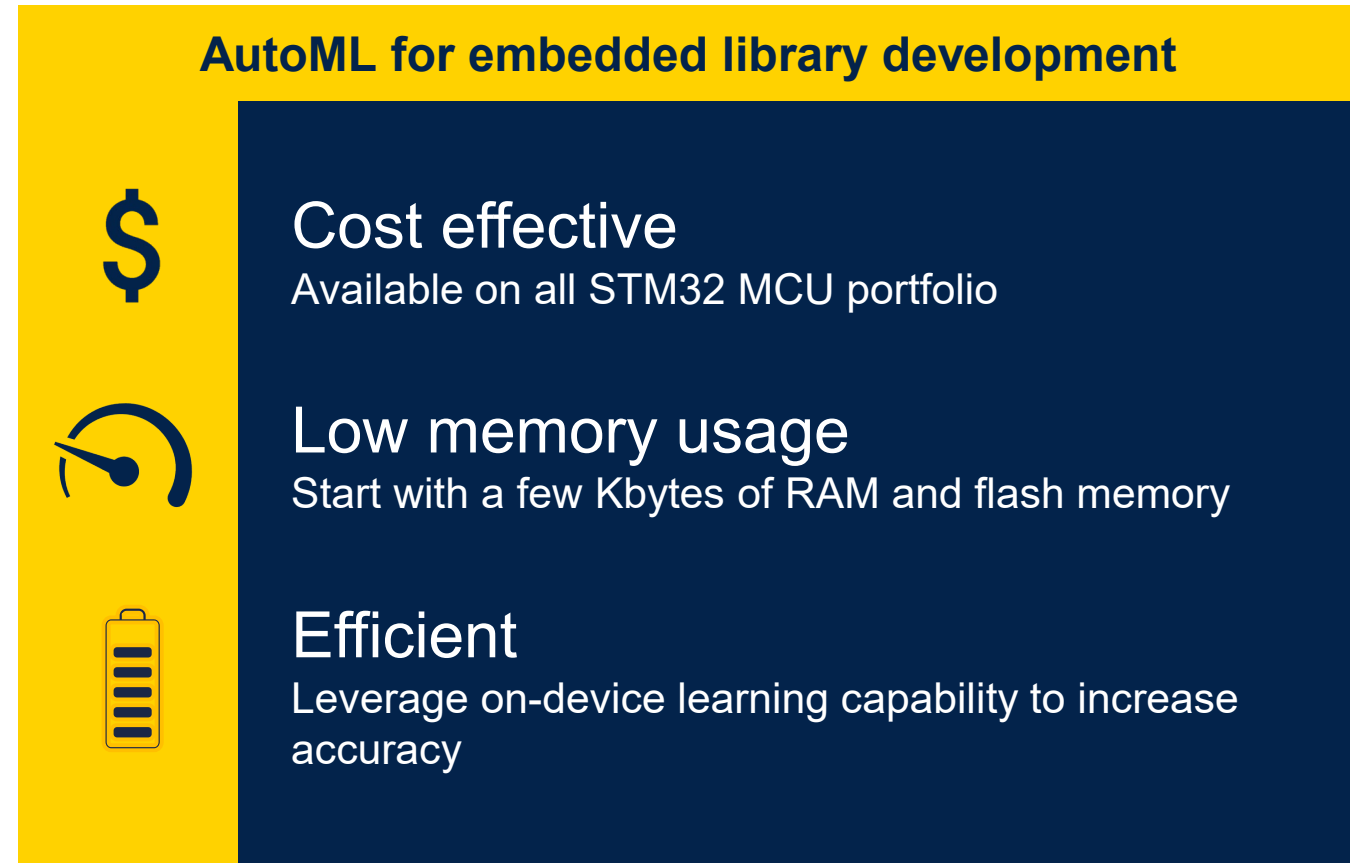 AutoML for embedded library development
$
Cost effective
Available on all STM32 MCU portfolio
Low memory usage
Start with a few Kbytes of RAM and flash memory
Efficient
Leverage on-device learning capability to increase
accuracy